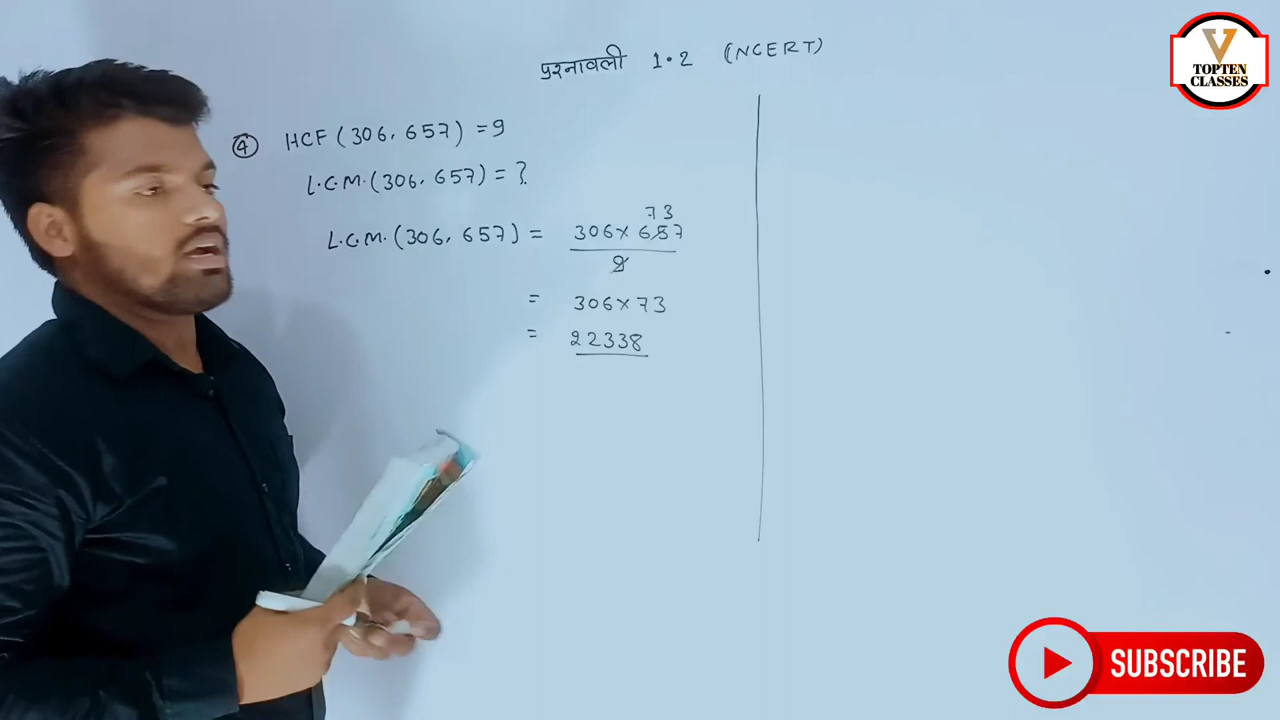 प्रश्नावली 1.2 (NCERT)
④ HCF (306, 657) = 9
L.C.M. (306, 657) = ?
73
L.C.M. (306, 657) = 306 × 657
9
= 306 × 73
= 22338
V
TOPTEN
CLASSES
SUBSCRIBE